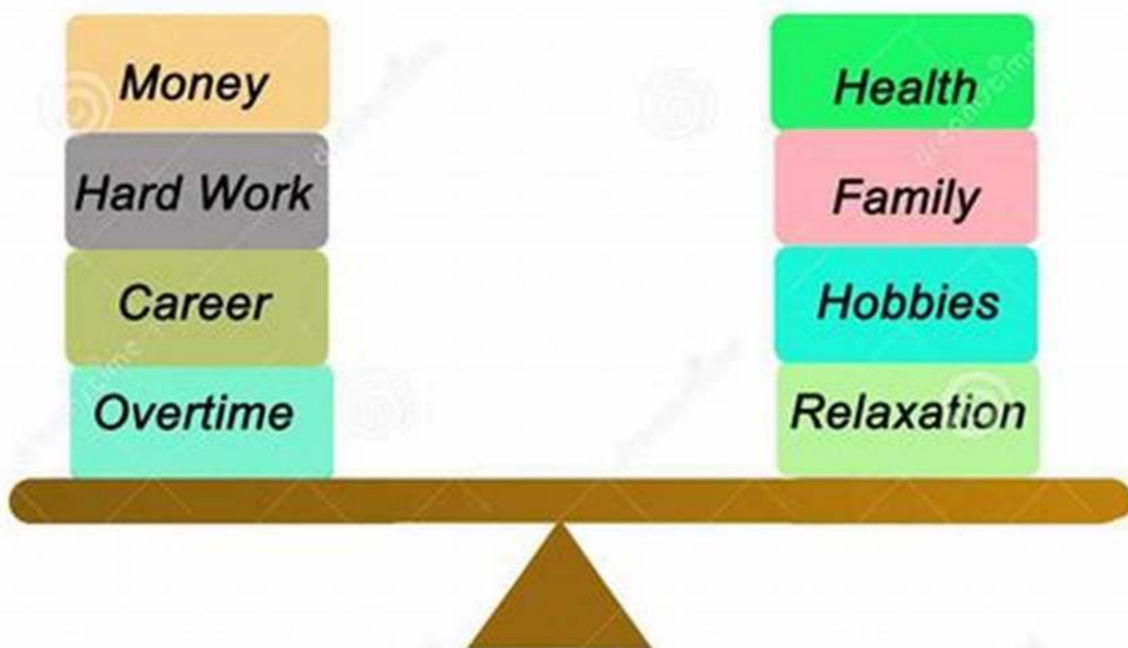 Money
Hard Work
Career
Overtime
Health
Family
Hobbies
Relaxation